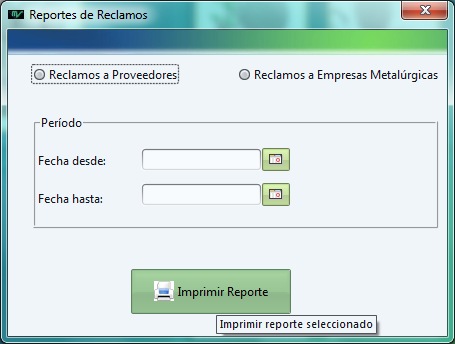 Reportes de Reclamos
Reclamos a Proveedores
Reclamos a Empresas Metalúrgicas
Período
Fecha desde:
Fecha hasta:
Imprimir Reporte
Imprimir reporte seleccionado